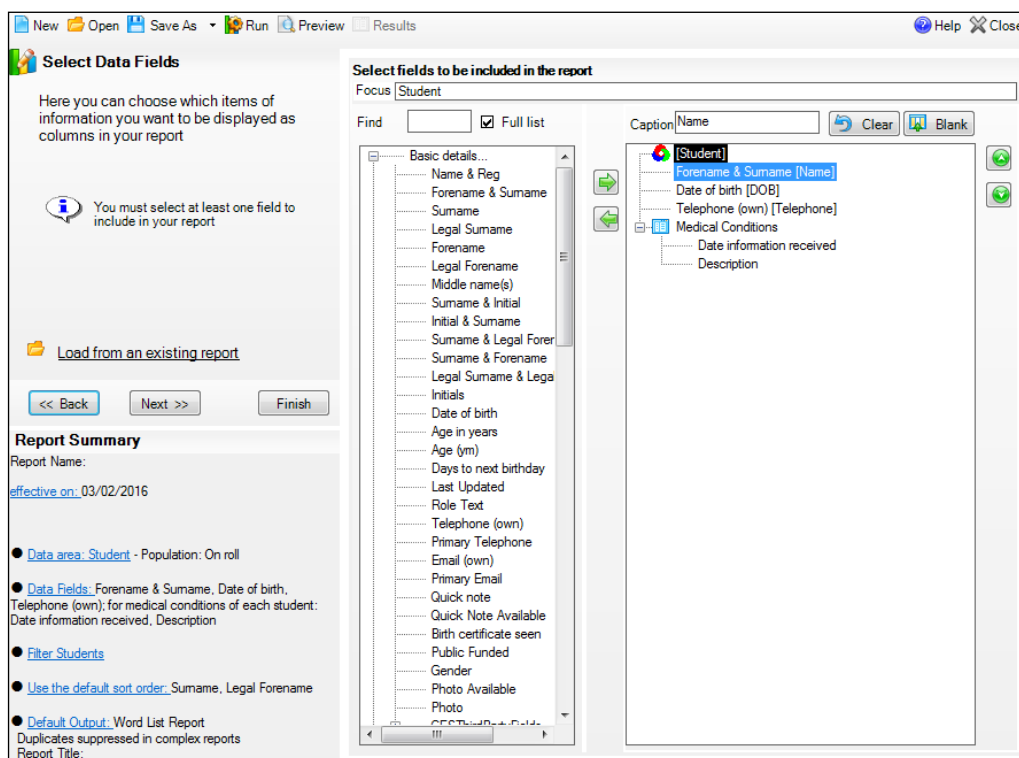 New Open Save As Run Preview Results Help Close
Select Data Fields
Here you can choose which items of
information you want to be displayed as
columns in your report
You must select at least one field to
include in your report
Load from an existing report
<< Back Next >> Finish
Report Summary
Report Name:
effective on: 03/02/2016
Data area: Student - Population: On roll
Data Fields: Forename & Surname, Date of birth,
Telephone (own); for medical conditions of each student:
Date information received, Description
Filter Students
Use the default sort order: Surname, Legal Forename
Default Output: Word List Report
Duplicates suppressed in complex reports
Report Title:
Select fields to be included in the report
Focus Student
Find Full list
Basic details...
Name & Reg
Forename & Surname
Surname
Legal Surname
Forename
Legal Forename
Middle name(s)
Surname & Initial
Initial & Surname
Surname & Legal Forer
Surname & Forename
Legal Surname & Lega
Initials
Date of birth
Age in years
Age (ym)
Days to next birthday
Last Updated
Role Text
Telephone (own)
Primary Telephone
Email (own)
Primary Email
Quick note
Quick Note Available
Birth certificate seen
Public Funded
Gender
Photo Available
Photo
Caption Name Clear Blank
[Student]
Forename & Surname [Name]
Date of birth [DOB]
Telephone (own) [Telephone]
Medical Conditions
Date information received
Description